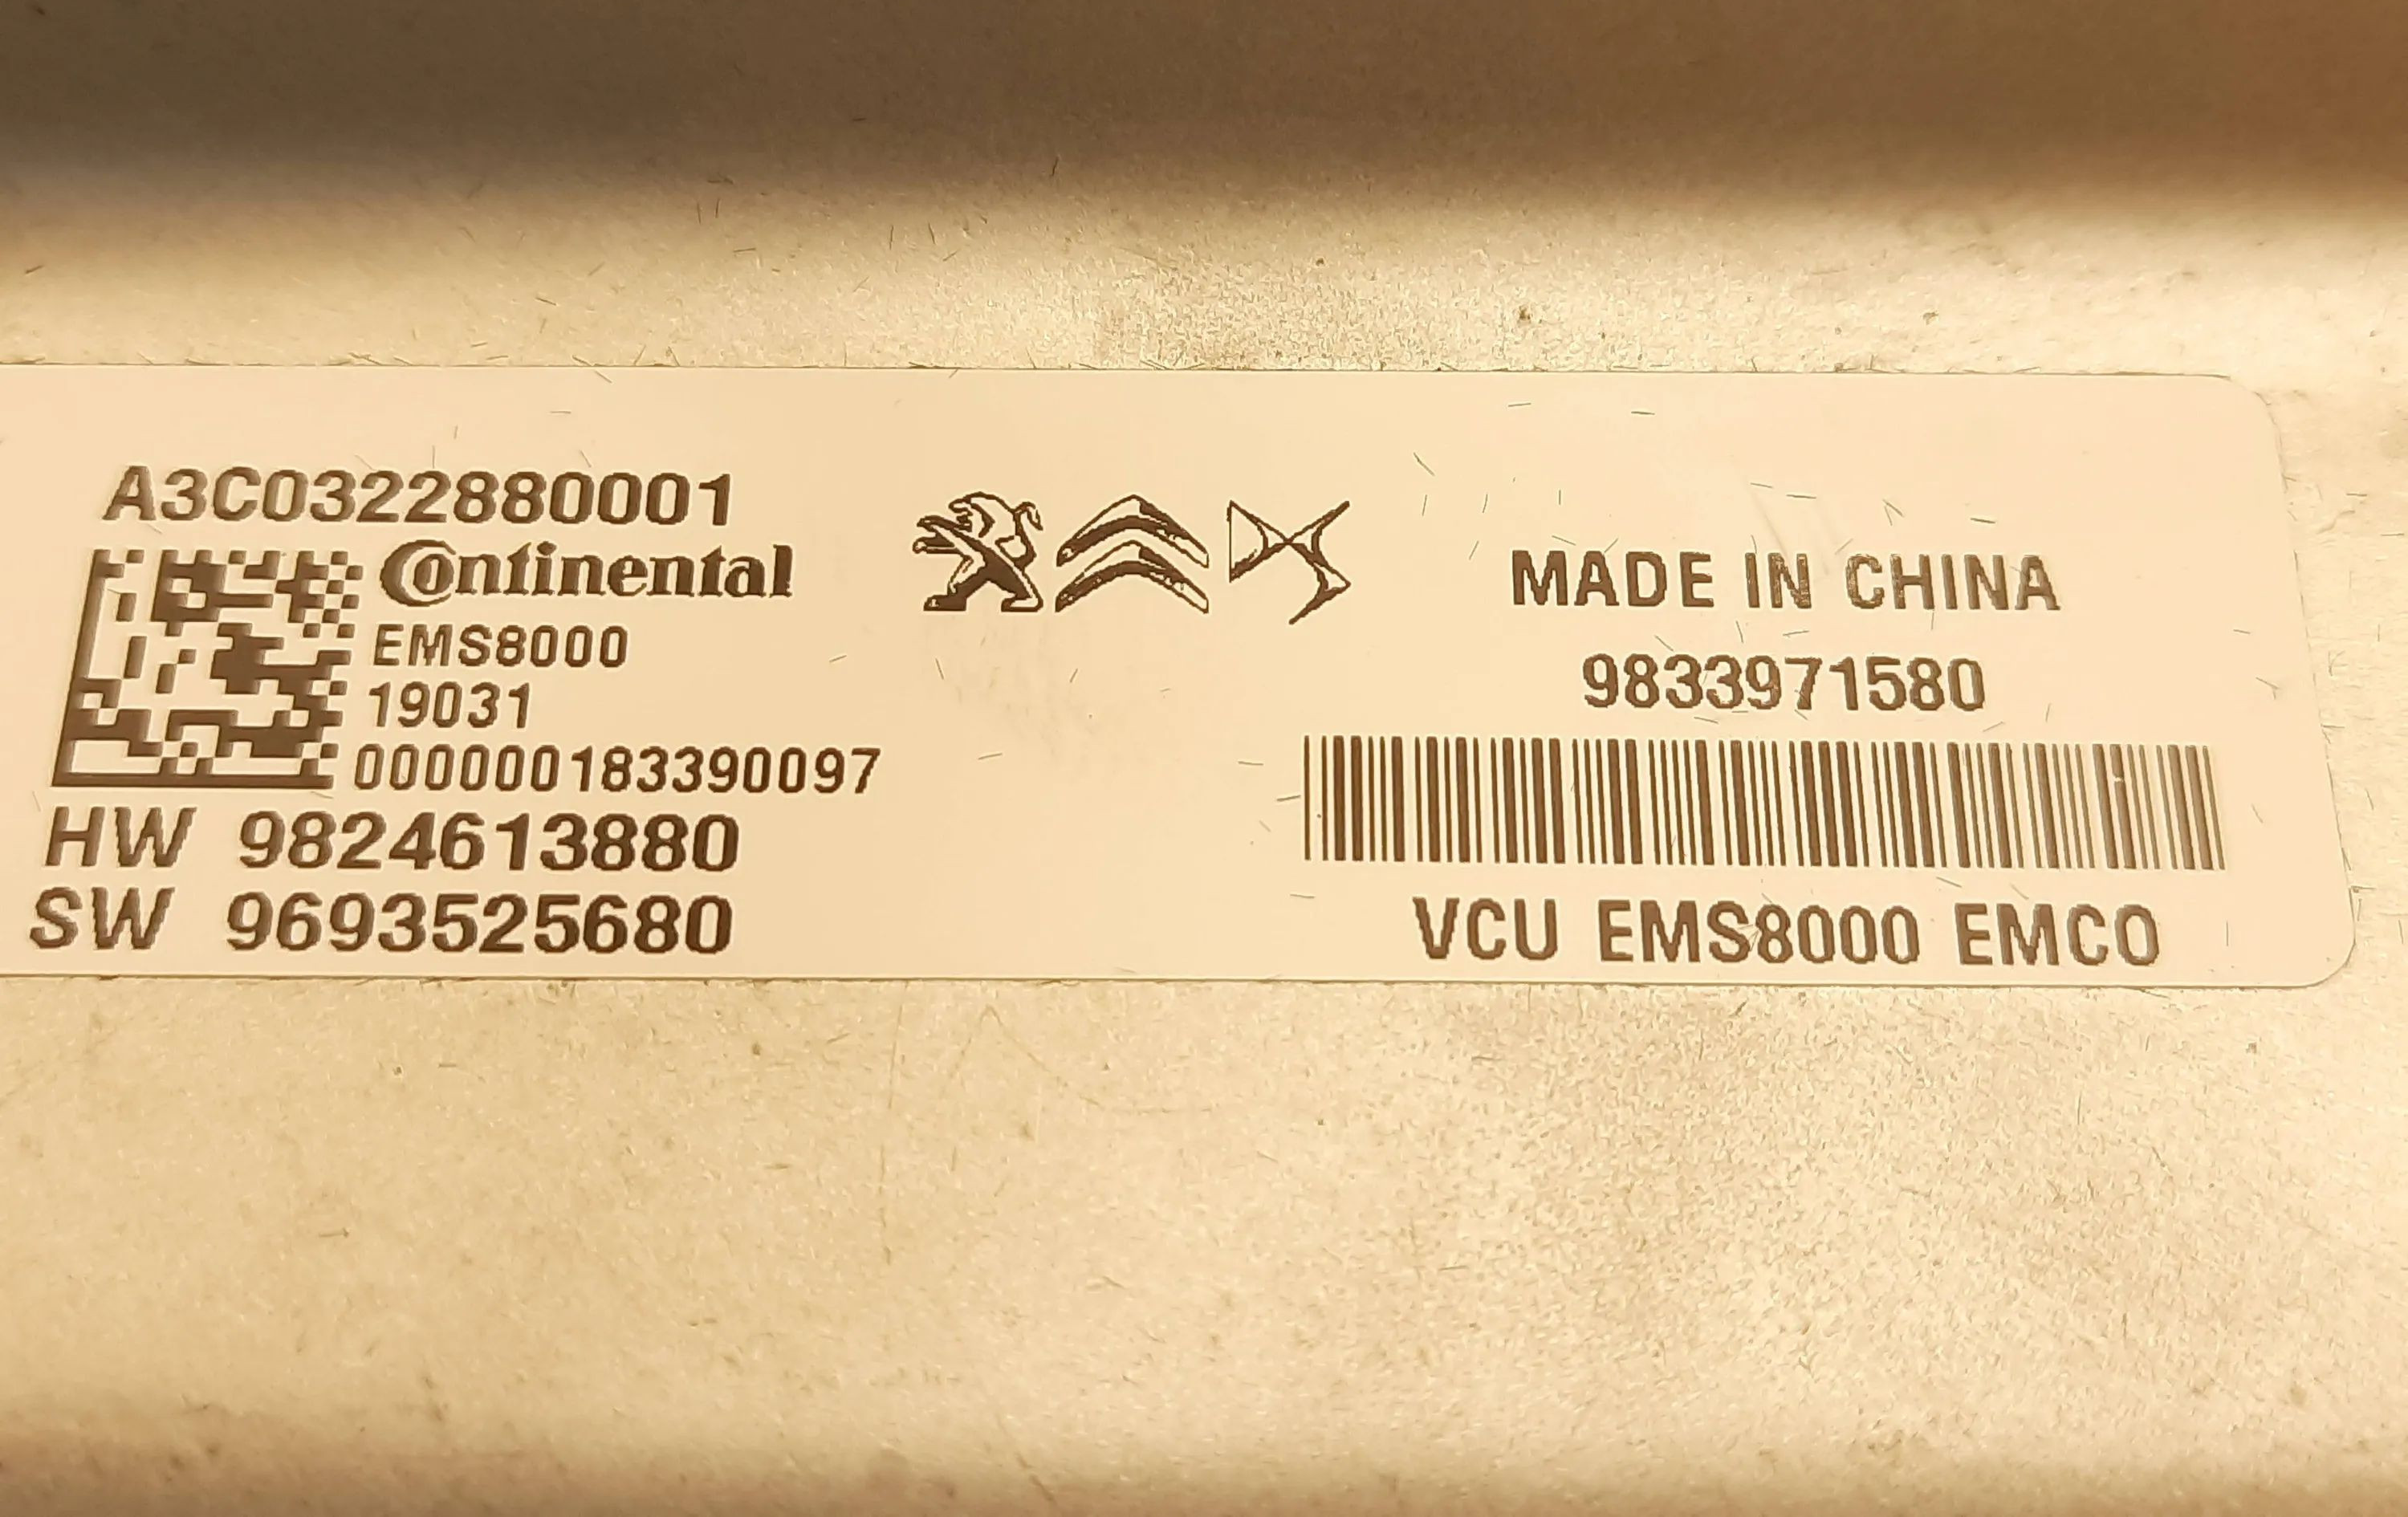 A3C0322880001
Continental
EMS8000
19031
000000183390097
HW 9824613880
SW 9693525680
MADE IN CHINA
9833971580
VCU EMS8000 EMCO